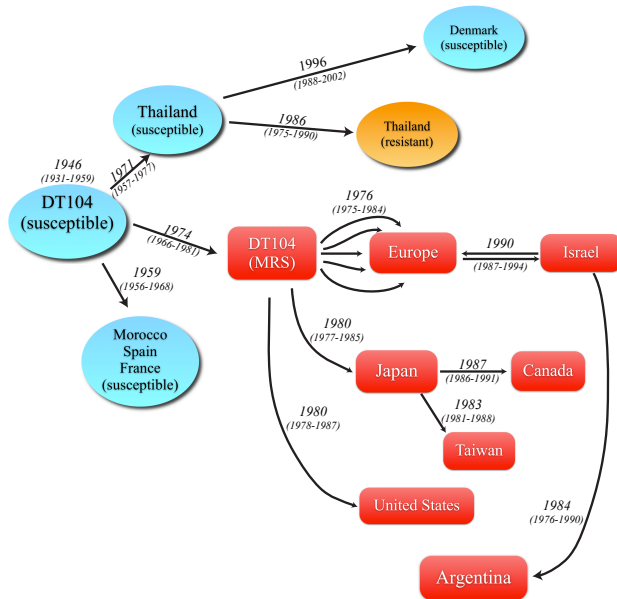 Denmark
(susceptible)
1996
(1988-2002)
Thailand
(susceptible)
1986
(1975-1990)
Thailand
(resistant)
1946
(1931-1959)
1971
(1957-1977)
DT104
(susceptible)
1974
(1966-1981)
1976
(1975-1984)
DT104
(MRS)
Europe
1990
(1987-1994)
Israel
1959
(1956-1968)
Morocco
Spain
France
(susceptible)
1980
(1977-1985)
Japan
1987
(1986-1991)
Canada
1983
(1981-1988)
Taiwan
1980
(1978-1987)
United States
1984
(1976-1990)
Argentina